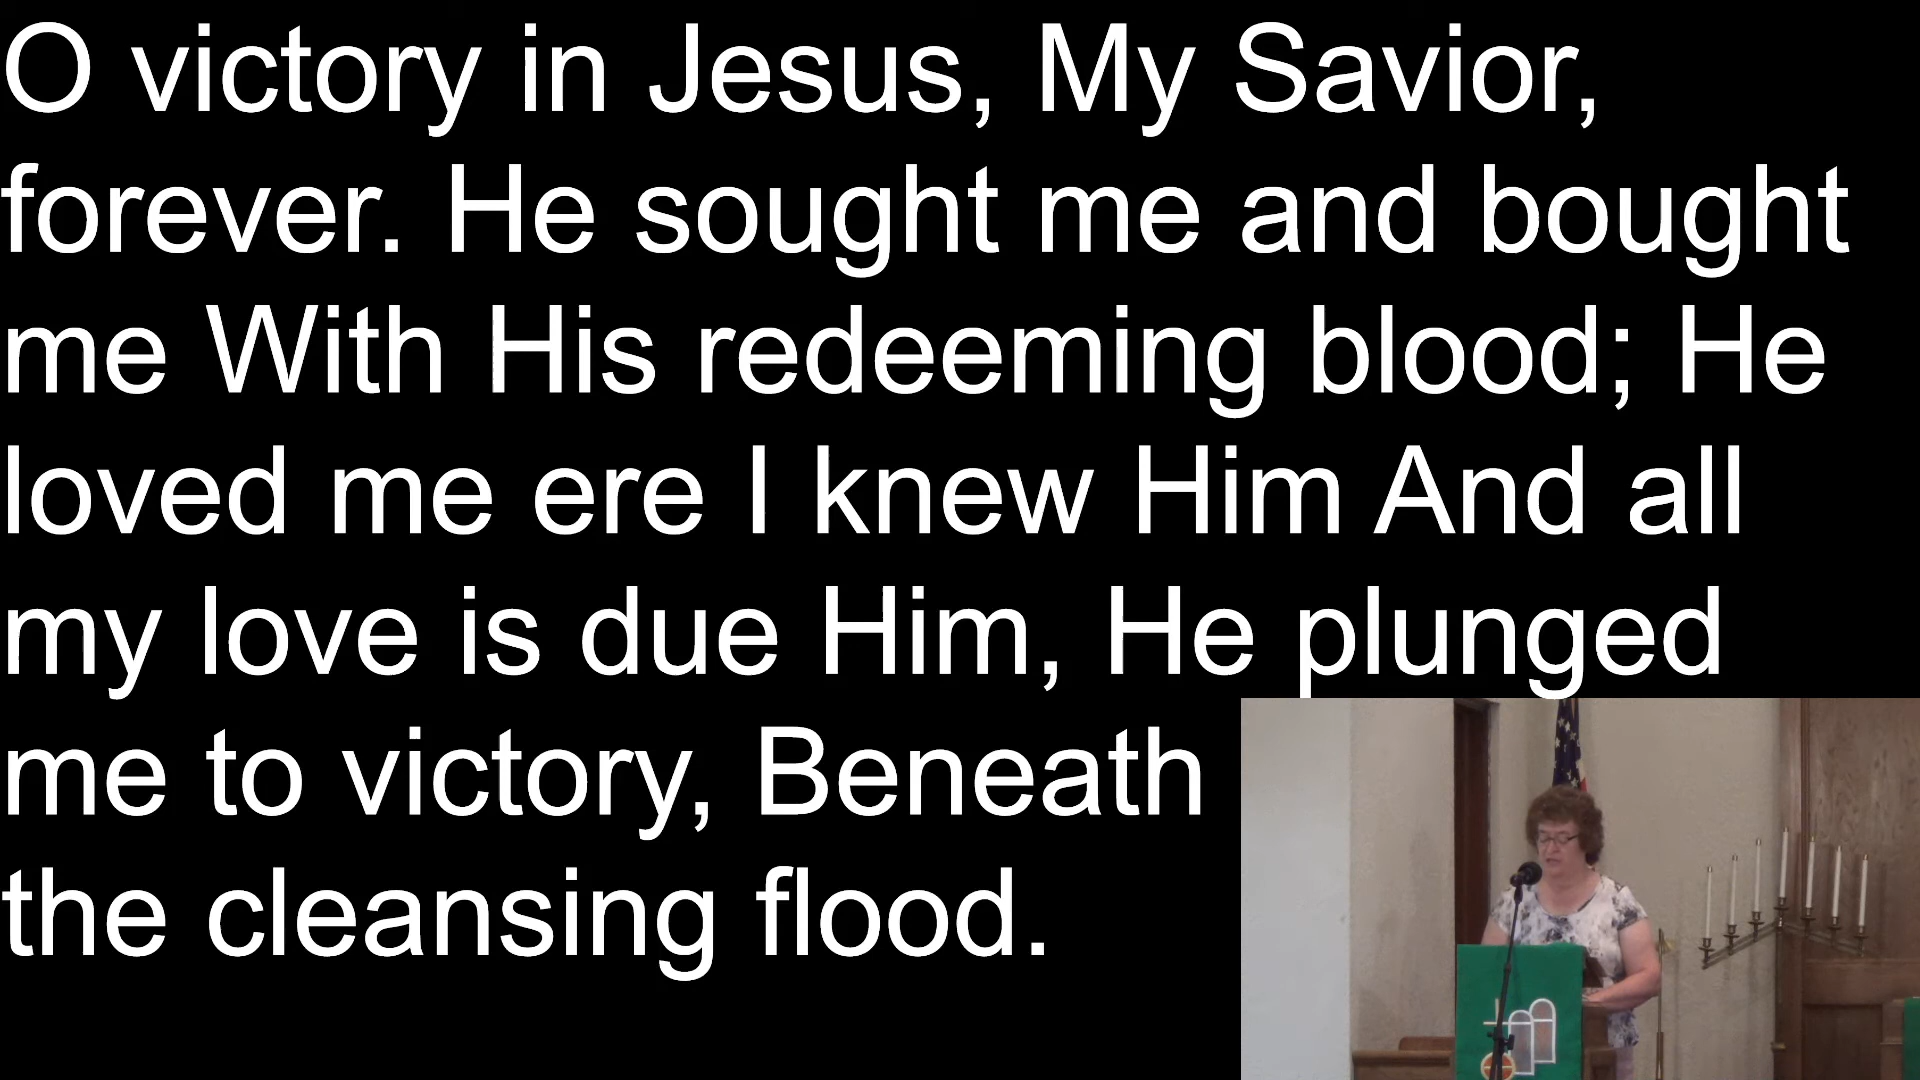 O victory in Jesus, My Savior,
forever. He sought me and bought
me With His redeeming blood; He
loved me ere I knew Him And all
my love is due Him, He plunged
me to victory, Beneath
the cleansing flood.